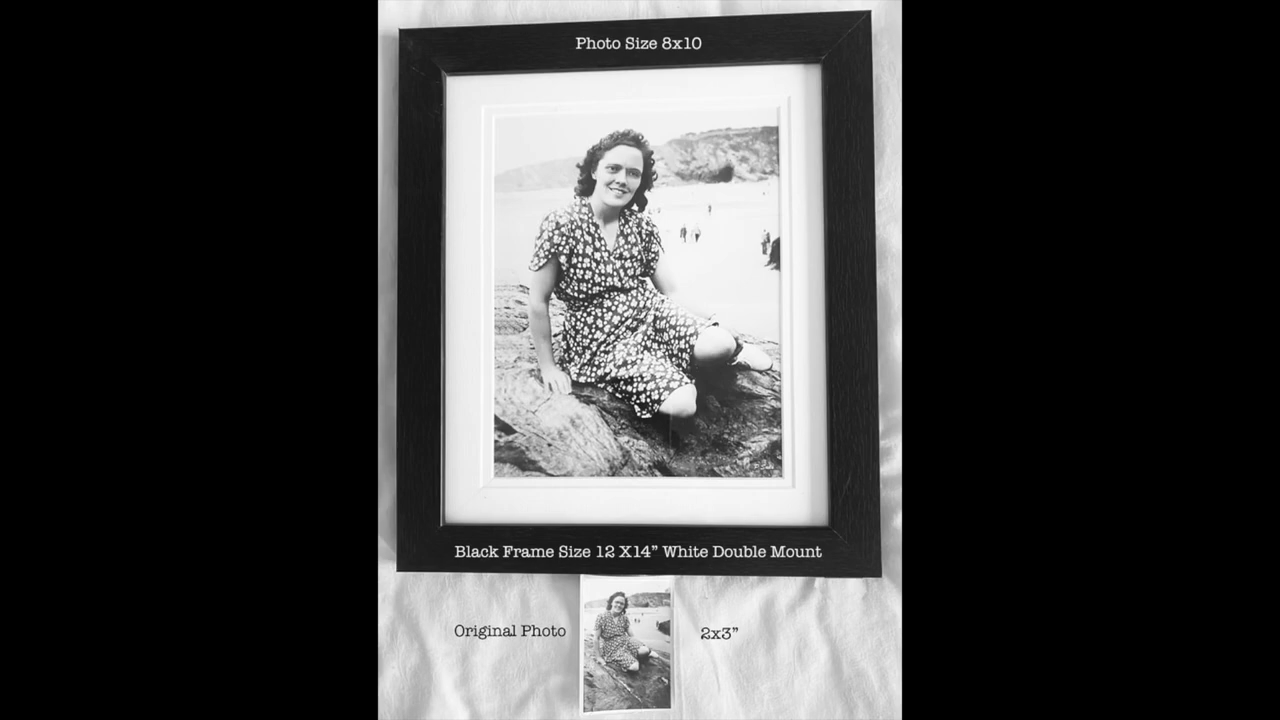 Photo Size 8x10
Black Frame Size 12 X14” White Double Mount
Original Photo
2x3”